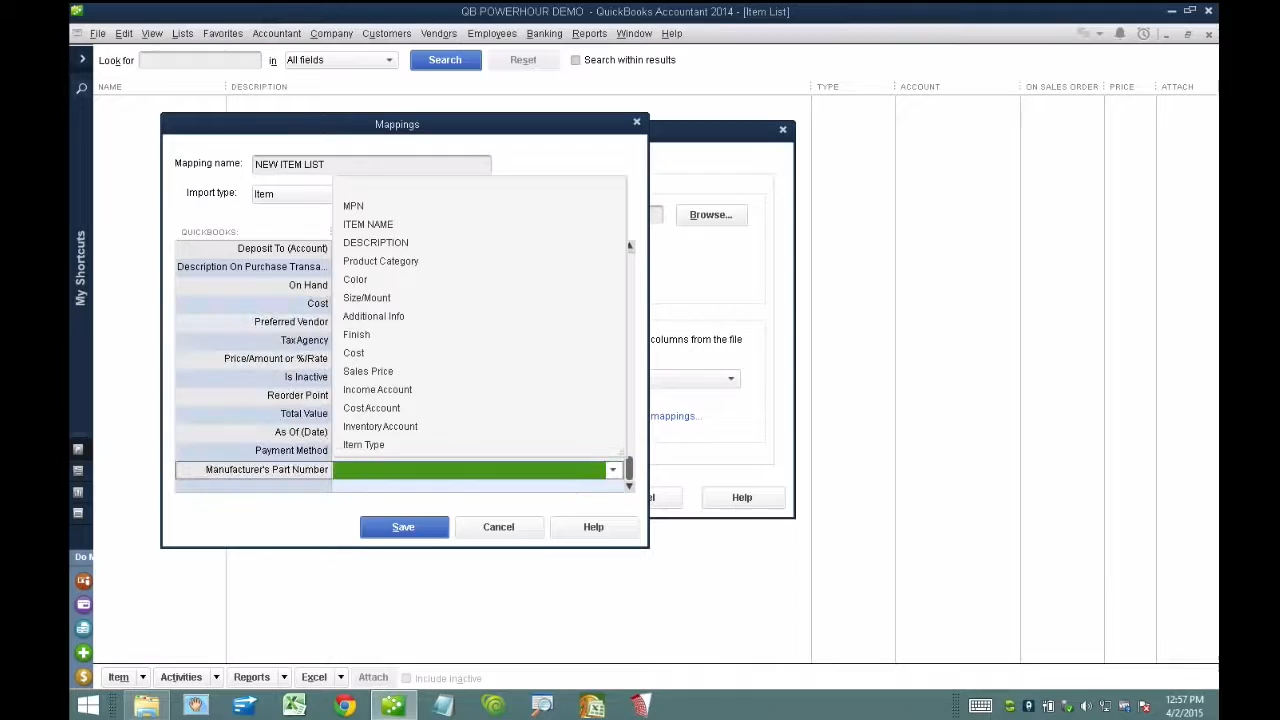 QB POWERHOUR DEMO - QuickBooks Accountant 2014 - [Item List]
File Edit View Lists Favorites Accountant Company Customers Vendors Employees Banking Reports Window Help
Look for in All fields Search Reset Search within results
NAME DESCRIPTION TYPE ACCOUNT ON SALES ORDER PRICE ATTACH
My Shortcuts
Do M
Mappings
Mapping name: NEW ITEM LIST
Import type: Item
QUICKBOOKS:
Deposit To (Account)
Description On Purchase Transa...
On Hand
Cost
Preferred Vendor
Tax Agency
Price/Amount or %/Rate
Is Inactive
Reorder Point
Total Value
As Of (Date)
Payment Method
Manufacturer's Part Number
MPN
ITEM NAME
DESCRIPTION
Product Category
Color
Size/Mount
Additional Info
Finish
Cost
Sales Price
Income Account
Cost Account
Inventory Account
Item Type
Save Cancel Help
Browse...
columns from the file
mappings...
el Help
Item Activities Reports Excel Attach Include inactive
12:57 PM
4/2/2015